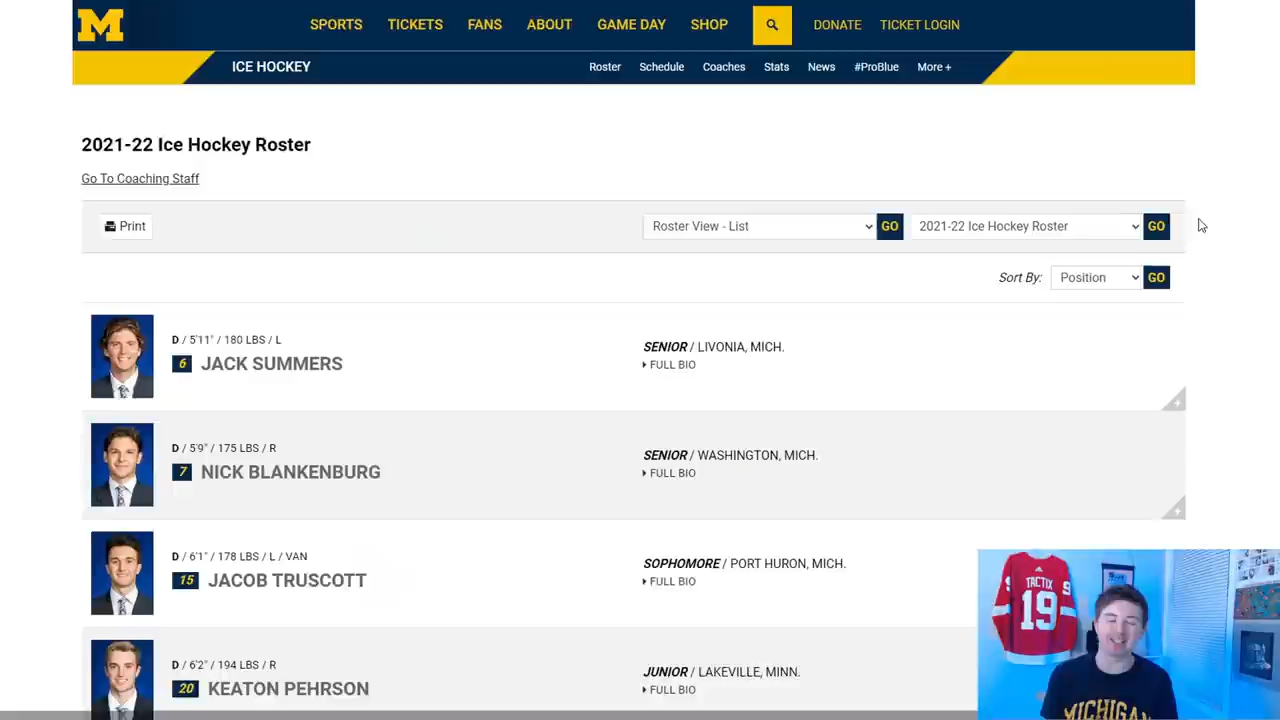 M
SPORTS TICKETS FANS ABOUT GAME DAY SHOP DONATE TICKET LOGIN
ICE HOCKEY Roster Schedule Coaches Stats News #ProBlue More +
2021-22 Ice Hockey Roster
Go To Coaching Staff
Print Roster View - List GO 2021-22 Ice Hockey Roster GO
Sort By: Position GO
D / 5'11" / 180 LBS / L
6 JACK SUMMERS
SENIOR / LIVONIA, MICH.
FULL BIO
+
D / 5'9" / 175 LBS / R
7 NICK BLANKENBURG
SENIOR / WASHINGTON, MICH.
FULL BIO
+
D / 6'1" / 178 LBS / L / VAN
15 JACOB TRUSCOTT
SOPHOMORE / PORT HURON, MICH.
FULL BIO
D / 6'2" / 194 LBS / R
20 KEATON PEHRSON
JUNIOR / LAKEVILLE, MINN.
FULL BIO
TACTIX
19
9
MICHIGAN